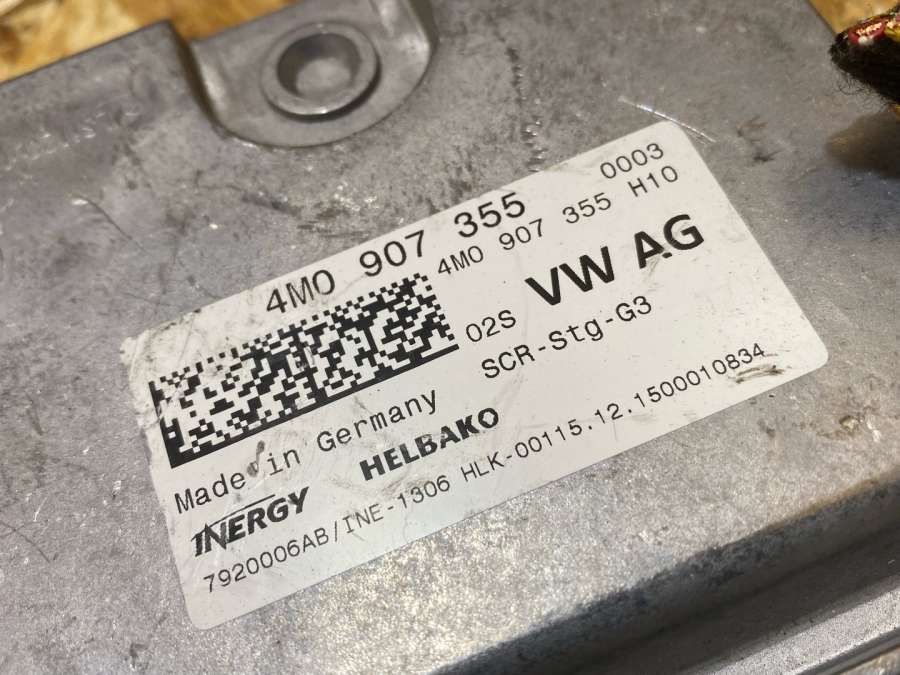 4M0 907 355 0003
4M0 907 355 H10
02S VW AG
SCR-Stg-G3
Made in Germany
INERGY HELBAKO
7920006AB/INE-1306 HLK-00115.12.1500010834